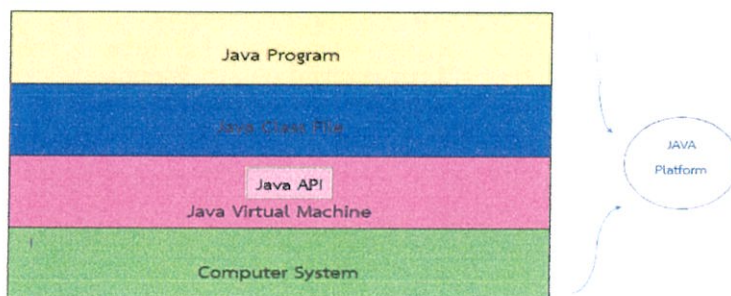 Java Program
Java Class File
Java API
Java Virtual Machine
Computer System
JAVA
Platform